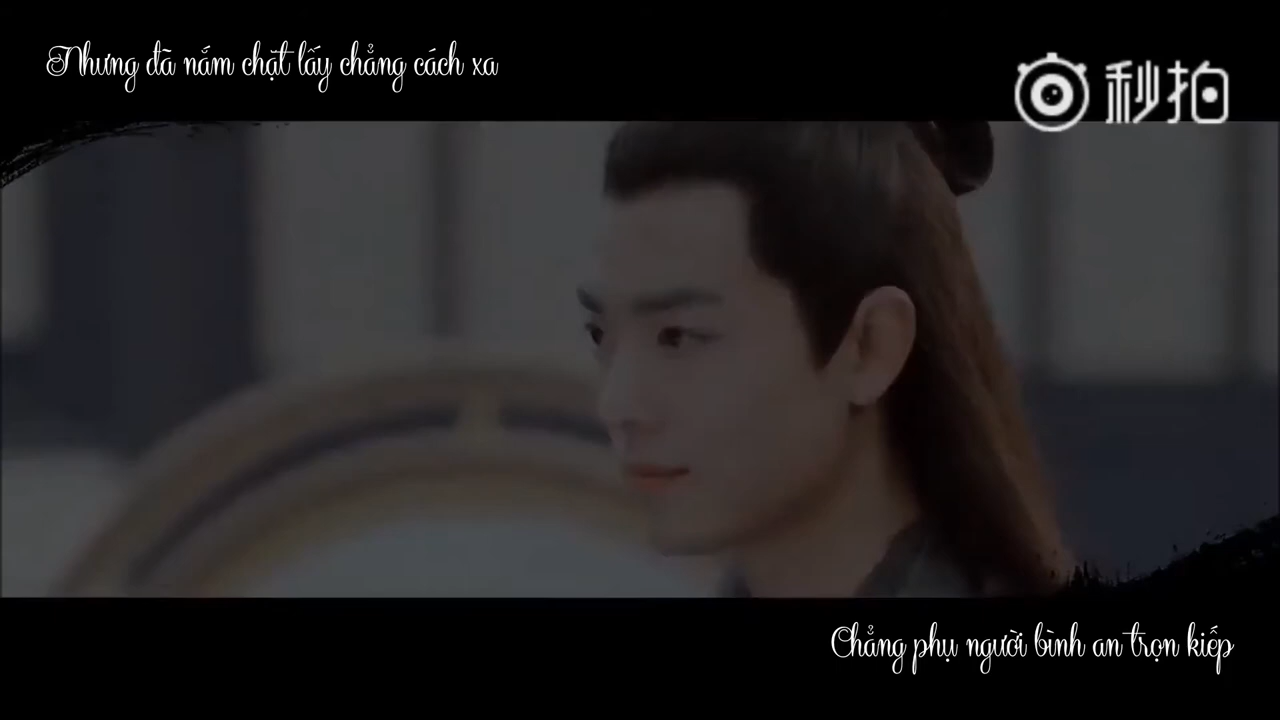 Nhưng đã nắm chặt lấy chẳng cách xa
秒拍
Chẳng phụ người bình an trọn kiếp